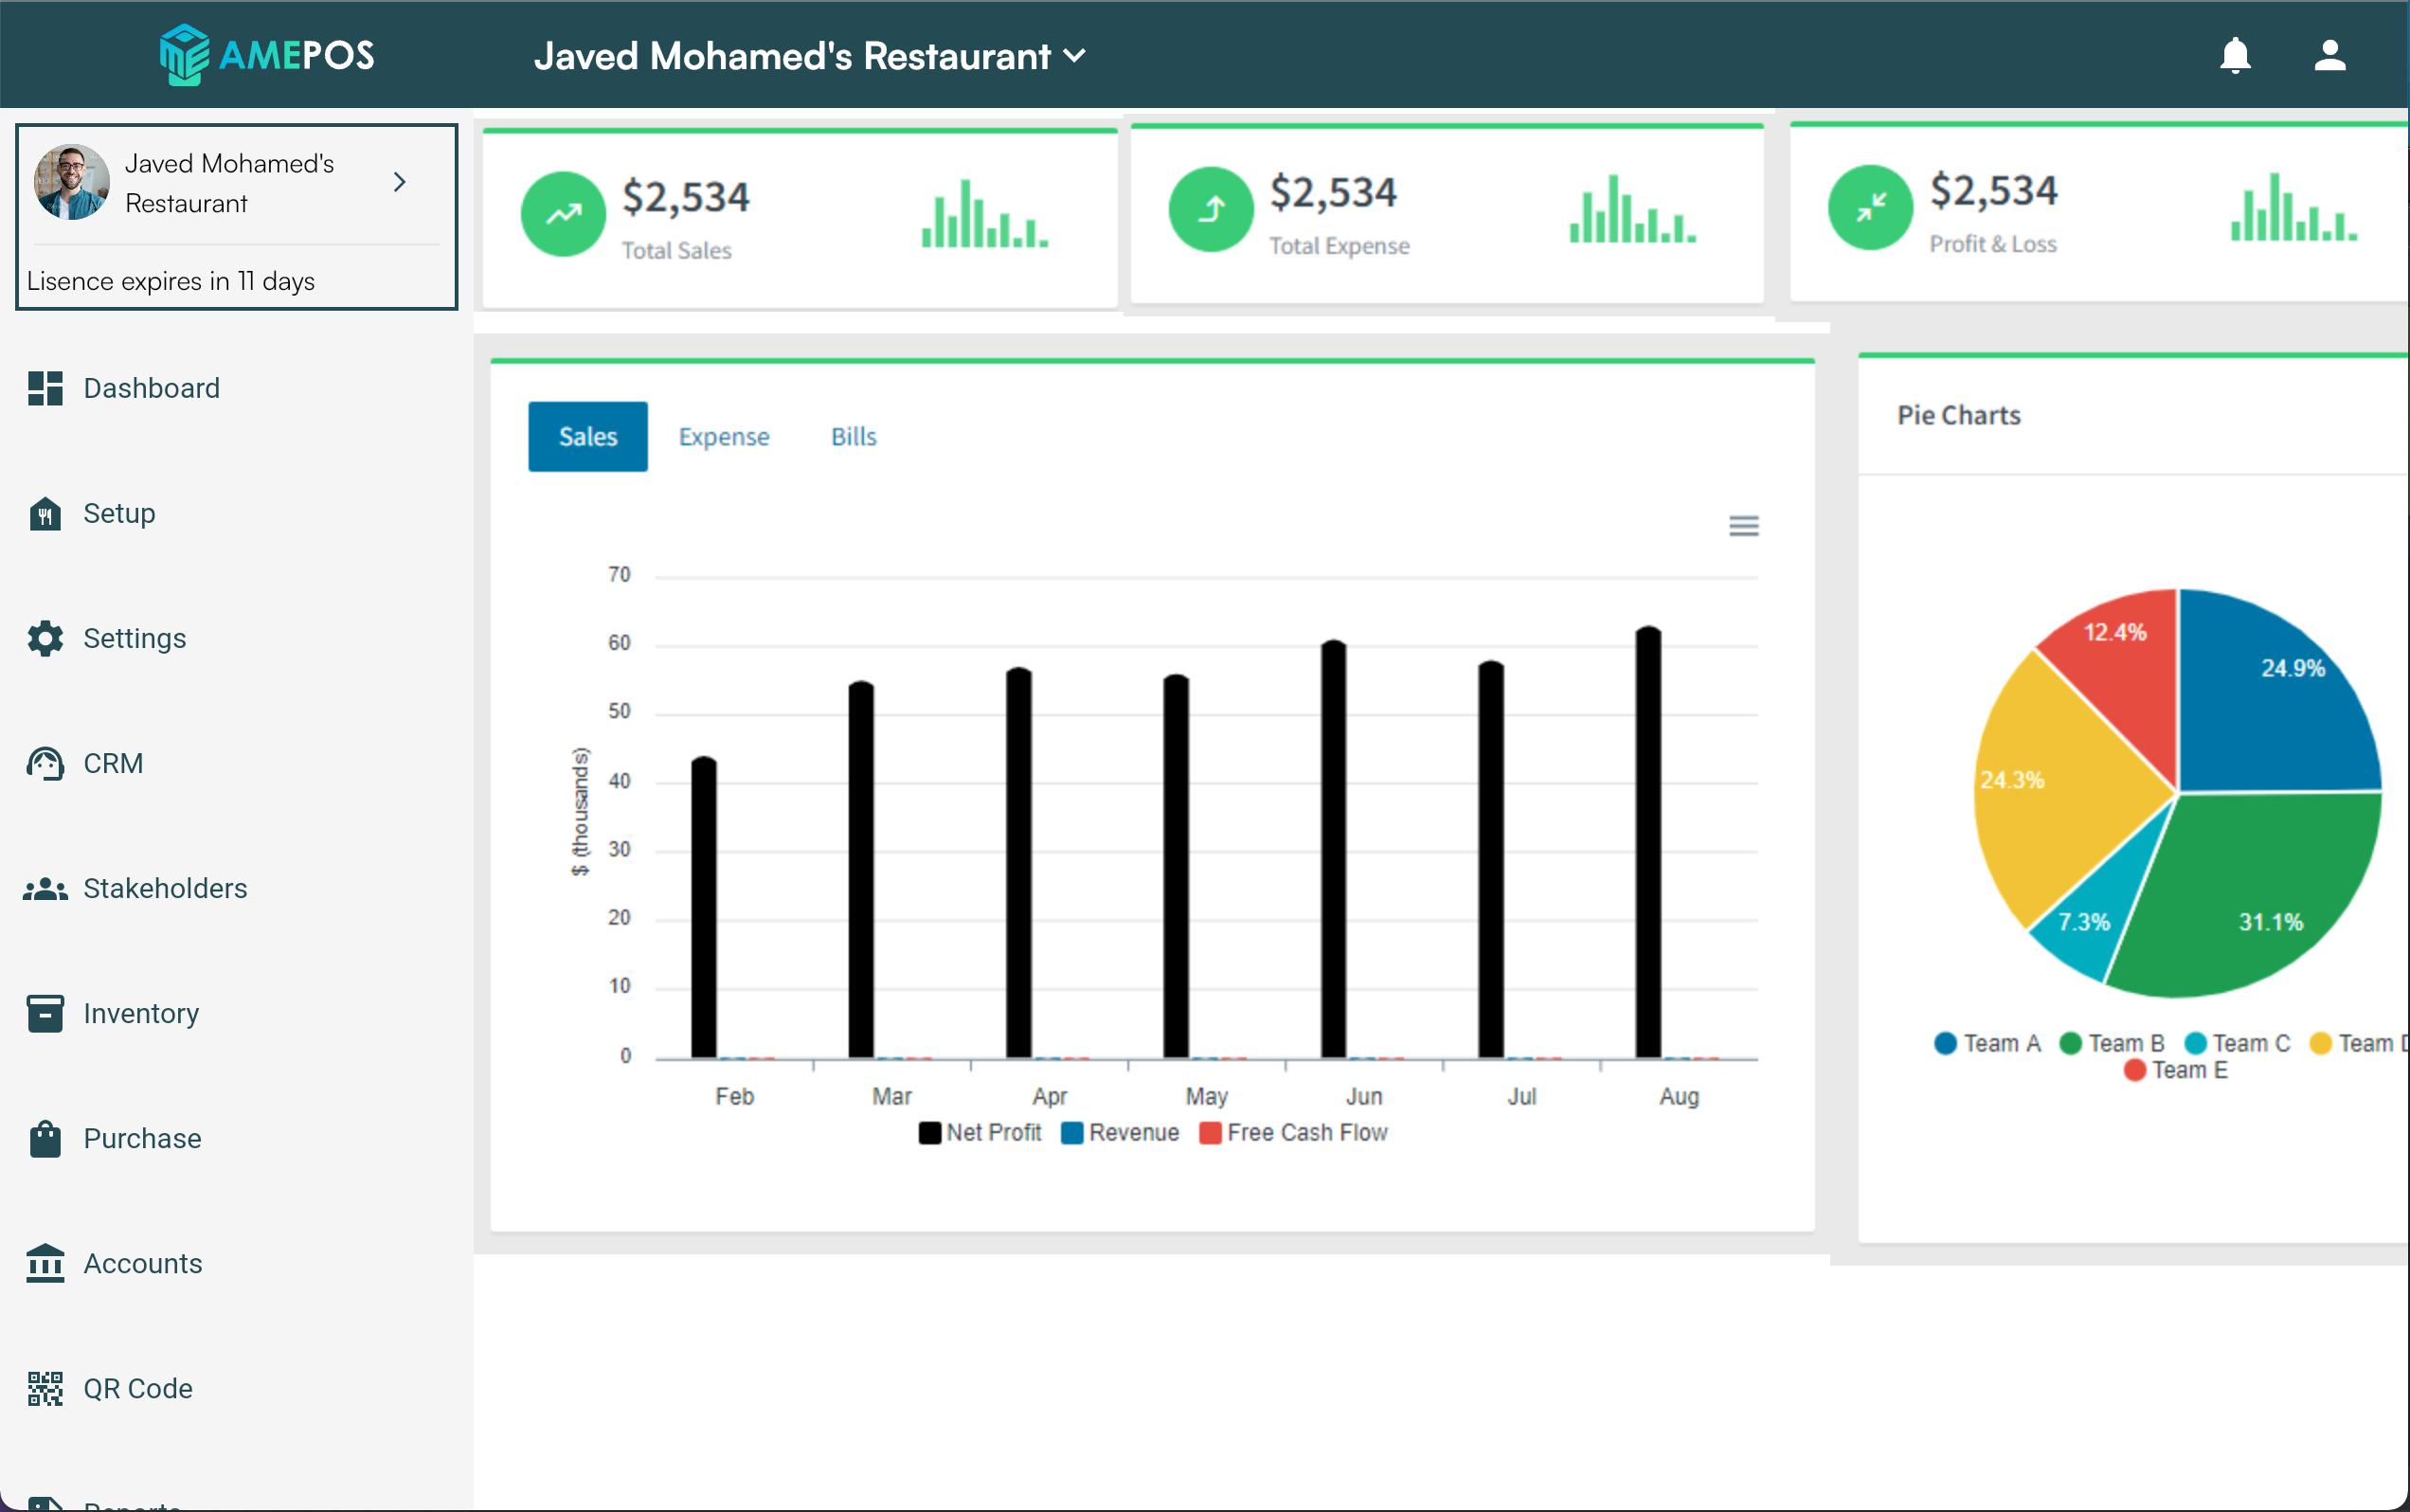 AMEPOS
Javed Mohamed's Restaurant
Javed Mohamed's
Restaurant
Lisence expires in 11 days
Dashboard
Setup
Settings
CRM
Stakeholders
Inventory
Purchase
Accounts
QR Code
Reports
$2,534
Total Sales
$2,534
Total Expense
$2,534
Profit & Loss
Sales Expense Bills
$ (thousands)
70
60
50
40
30
20
10
0
Feb Mar Apr May Jun Jul Aug
Net Profit Revenue Free Cash Flow
Pie Charts
12.4%
24.9%
24.3%
7.3%
31.1%
Team A Team B Team C Team D
Team E